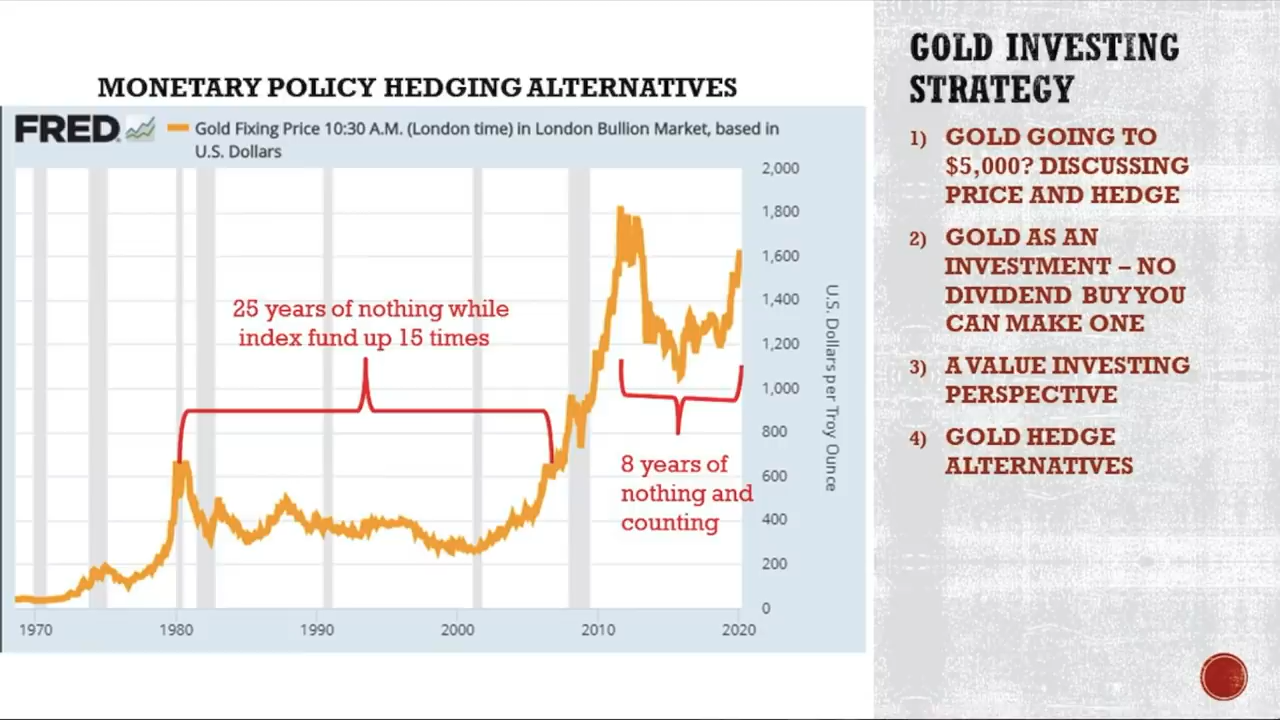 MONETARY POLICY HEDGING ALTERNATIVES
FRED
Gold Fixing Price 10:30 A.M. (London time) in London Bullion Market, based in
U.S. Dollars
2,000
1,800
1,600
1,400
1,200
1,000
800
600
400
200
0
U.S. Dollars per Troy Ounce
25 years of nothing while
index fund up 15 times
8 years of
nothing and
counting
1970
1980
1990
2000
2010
2020
GOLD INVESTING
STRATEGY
1) GOLD GOING TO
$5,000? DISCUSSING
PRICE AND HEDGE
2) GOLD AS AN
INVESTMENT – NO
DIVIDEND BUY YOU
CAN MAKE ONE
3) A VALUE INVESTING
PERSPECTIVE
4) GOLD HEDGE
ALTERNATIVES